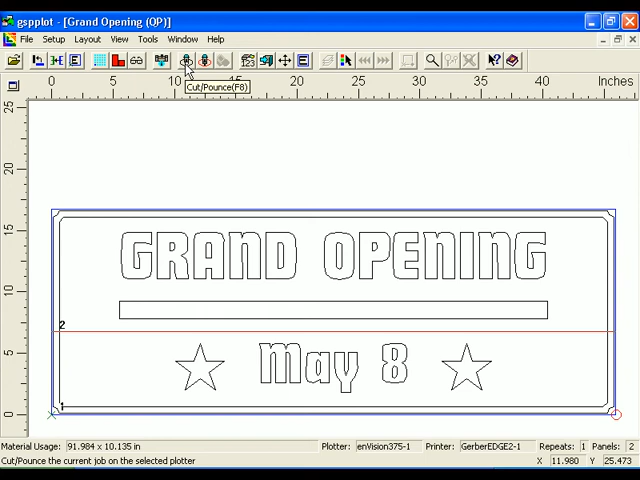 gspplot - [Grand Opening (QP)]
File Setup Layout View Tools Window Help
0 5 10 15 20 25 30 35 40 Inches
Cut/Pounce(F8)
25
20
15
10
5
0
GRAND OPENING
2
May 8
1
Material Usage: 91.984 x 10.135 in Plotter: enVision375-1 Printer: GerberEDGE2-1 Repeats: 1 Panels: 2
Cut/Pounce the current job on the selected plotter X 11.980 Y 25.473